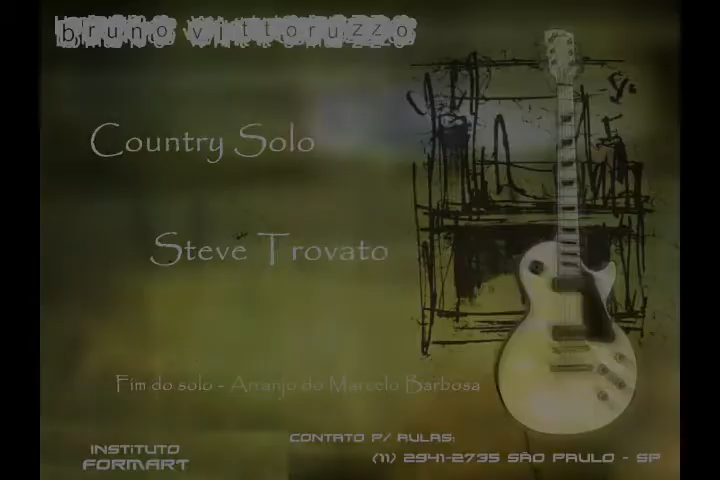 bruno vittoruzzo
Country Solo
Steve Trovato
Fim do solo - Arranjo do Marcelo Barbosa
INSTITUTO
FORMART
CONTATO P/ AULAS:
(11) 2941-2735 SÃO PAULO - SP